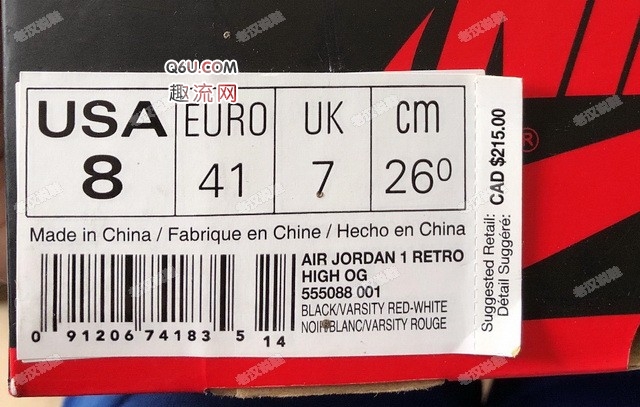 Q6U.COM
趣流网
USA EURO UK cm
8 41 7 26⁰
Made in China / Fabrique en Chine / Hecho en China
AIR JORDAN 1 RETRO
HIGH OG
555088 001
BLACK/VARSITY RED-WHITE
NOIR/BLANC/VARSITY ROUGE
0 91206 74183 5 14
Suggested Retail:
Détail Suggéré:
CAD $215.00
®